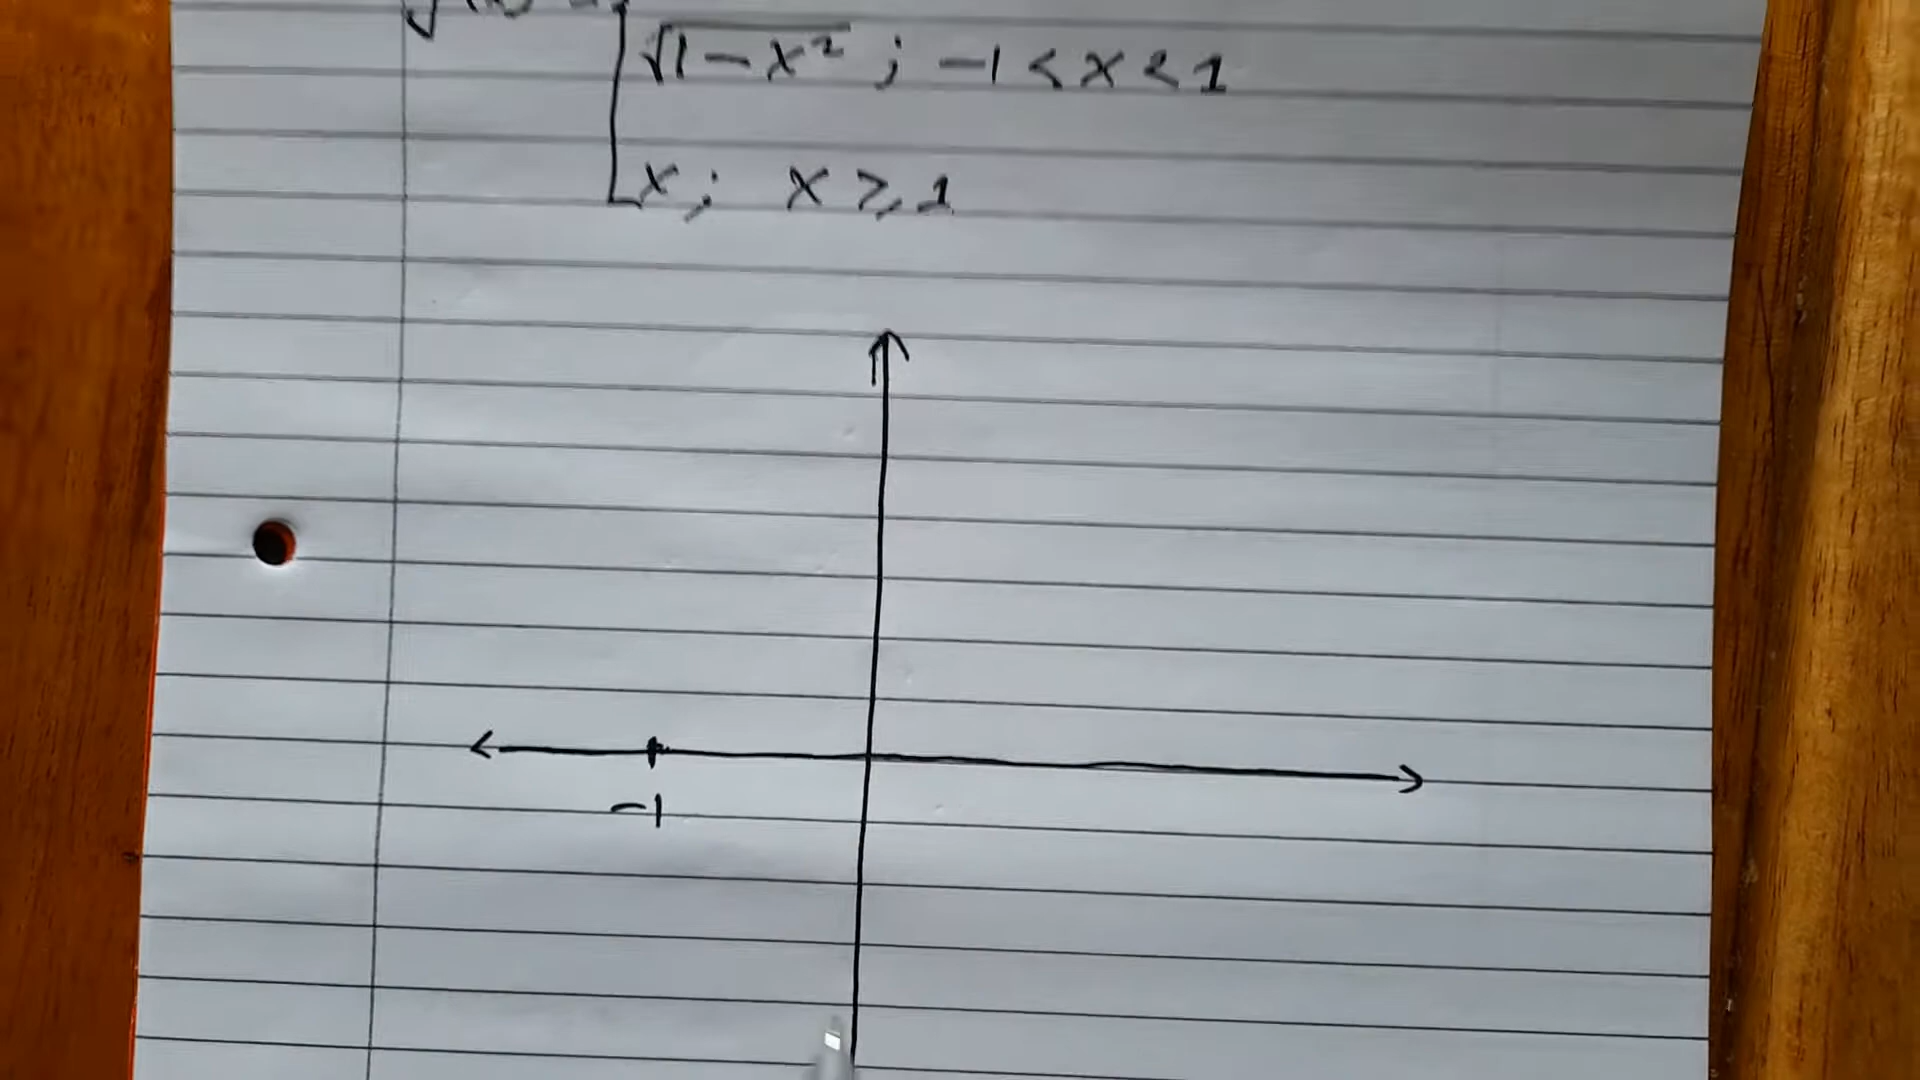 √1-x² ; -1 < x < 1
x ; x ≥ 1
-1